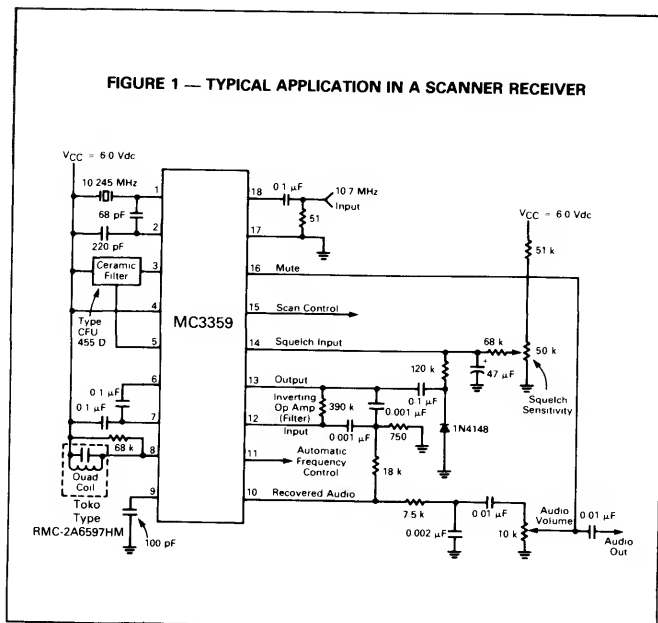 FIGURE 1 — TYPICAL APPLICATION IN A SCANNER RECEIVER
VCC = 6 0 Vdc
10 245 MHz
68 pF
220 pF
Ceramic
Filter
Type
CFU
455 D
0 1 µF
0 1 µF
68 k
Quad
Coil
Toko
Type
RMC-2A6597HM
100 pF
1
2
3
4
5
6
7
8
9
MC3359
18
17
16
15
14
13
12
11
10
0 1 µF
10 7 MHz
Input
51
Mute
Scan Control
Squelch Input
Output
Inverting
Op Amp
(Filter)
Input
Automatic
Frequency
Control
Recovered Audio
390 k
0 001 µF
0 001 µF
750
18 k
0 1 µF
120 k
1N4148
68 k
+
47 µF
VCC = 6 0 Vdc
51 k
50 k
Squelch
Sensitivity
7 5 k
0 002 µF
0 01 µF
Audio
Volume
10 k
0 01 µF
Audio
Out